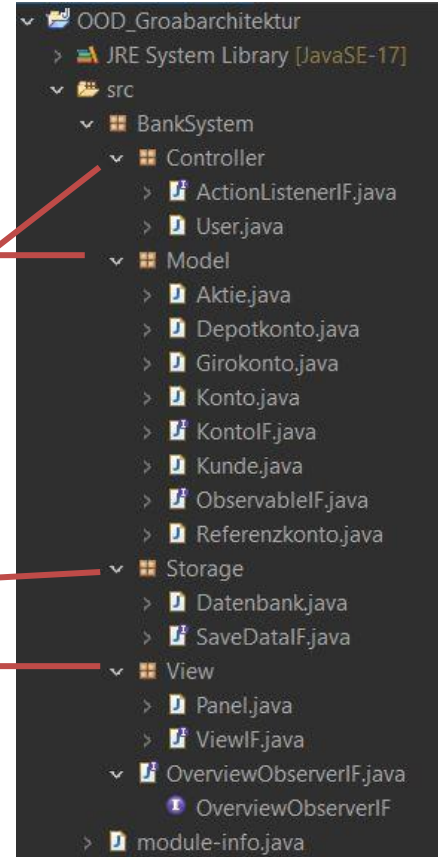 OOD_Groabarchitektur
JRE System Library [JavaSE-17]
src
BankSystem
Controller
ActionListenerIF.java
User.java
Model
Aktie.java
Depotkonto.java
Girokonto.java
Konto.java
KontoIF.java
Kunde.java
ObservableIF.java
Referenzkonto.java
Storage
Datenbank.java
SaveDataIF.java
View
Panel.java
ViewIF.java
OverviewObserverIF.java
OverviewObserverIF
module-info.java